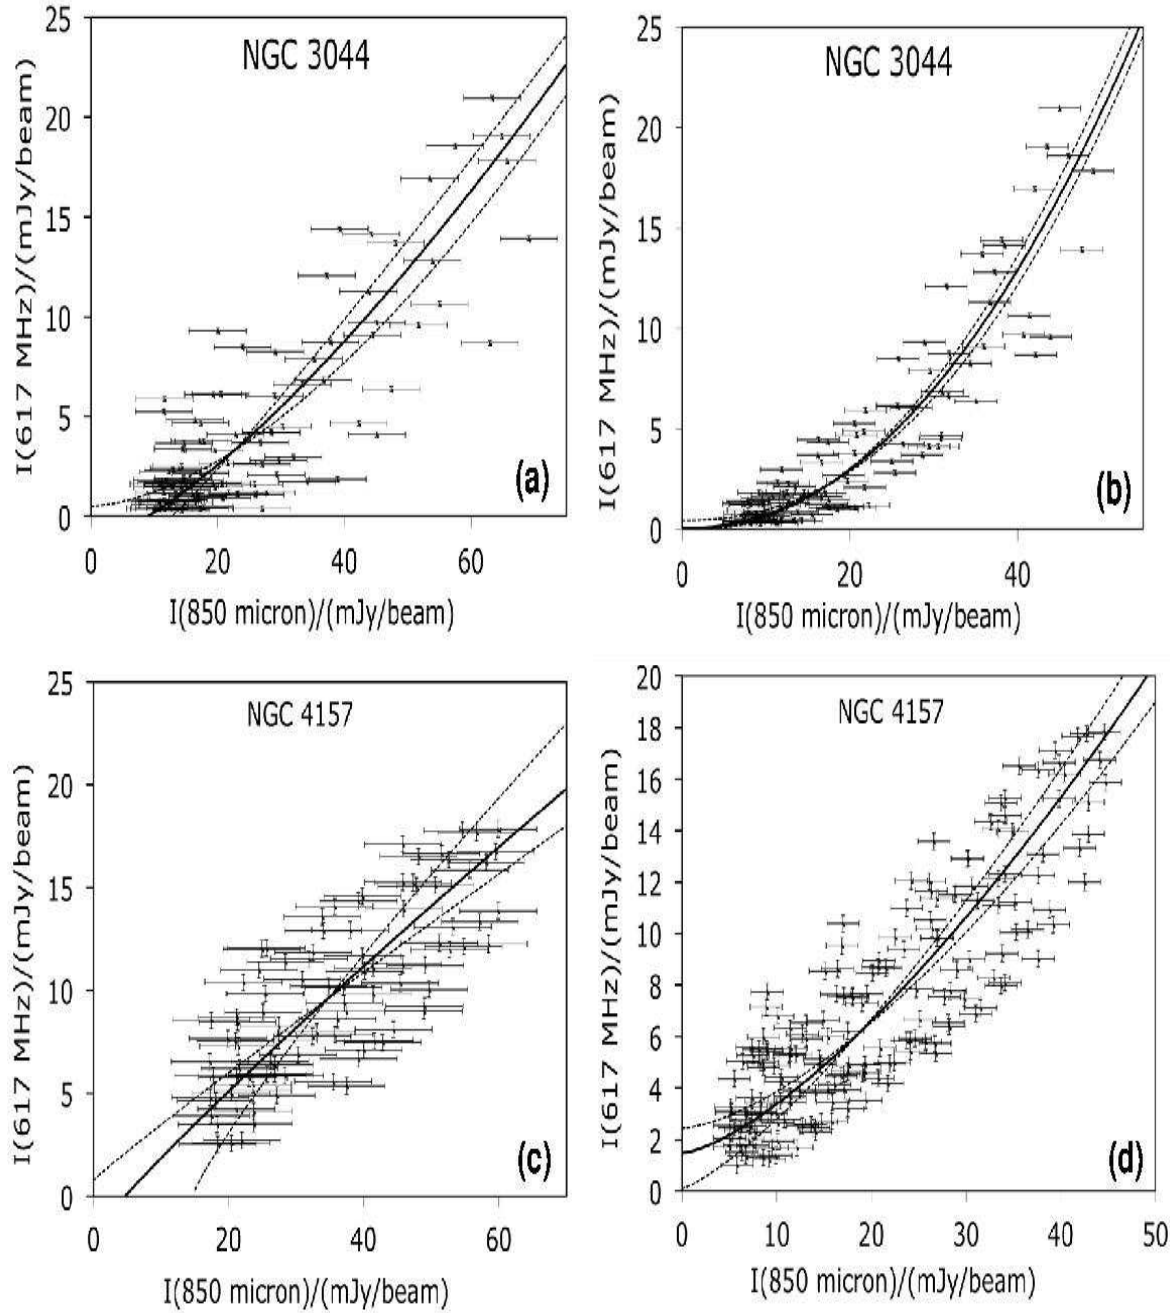 25
20
15
10
5
0
I(617 MHz)/(mJy/beam)
NGC 3044
(a)
0 20 40 60
I(850 micron)/(mJy/beam)
25
20
15
10
5
0
I(617 MHz)/(mJy/beam)
NGC 3044
(b)
0 20 40
I(850 micron)/(mJy/beam)
25
20
15
10
5
0
I(617 MHz)/(mJy/beam)
NGC 4157
(c)
0 20 40 60
I(850 micron)/(mJy/beam)
20
18
16
14
12
10
8
6
4
2
0
I(617 MHz)/(mJy/beam)
NGC 4157
(d)
0 10 20 30 40 50
I(850 micron)/(mJy/beam)